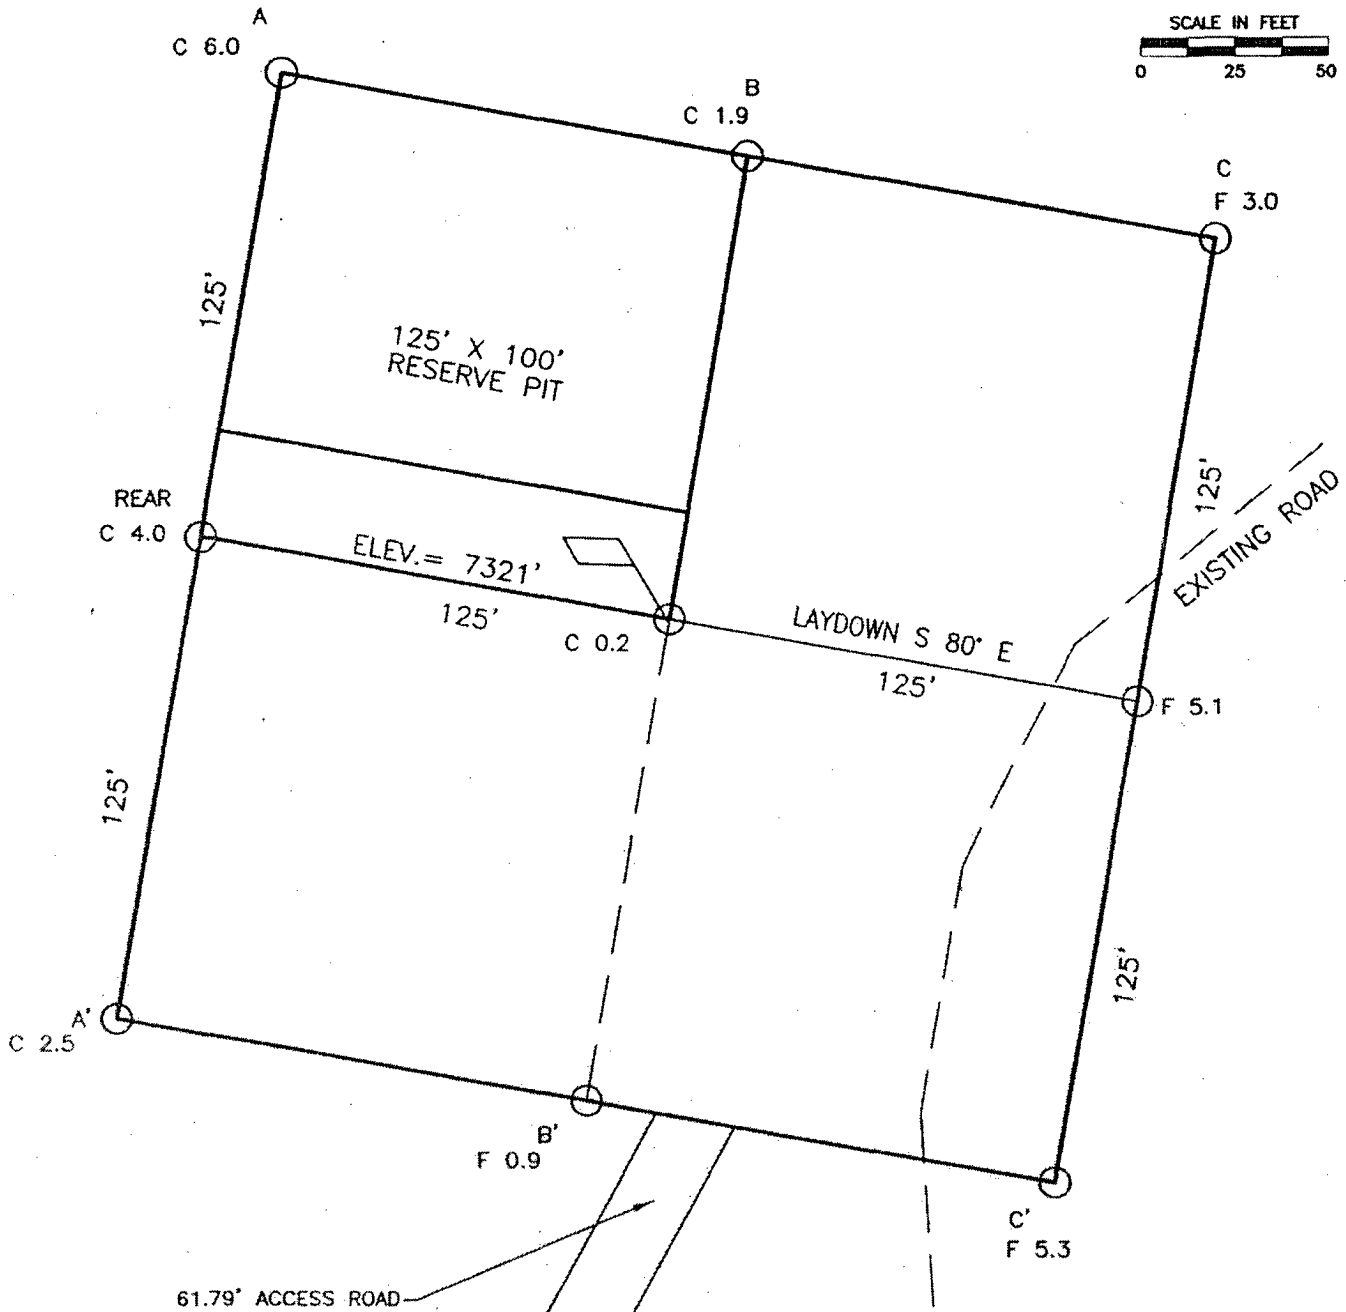 A
C 6.0
SCALE IN FEET
0 25 50
B
C 1.9
C
F 3.0
125'
125' X 100'
RESERVE PIT
125'
EXISTING ROAD
REAR
C 4.0
ELEV.= 7321'
125'
C 0.2
LAYDOWN S 80° E
125'
F 5.1
125'
125'
A'
C 2.5
B'
F 0.9
C'
F 5.3
61.79' ACCESS ROAD